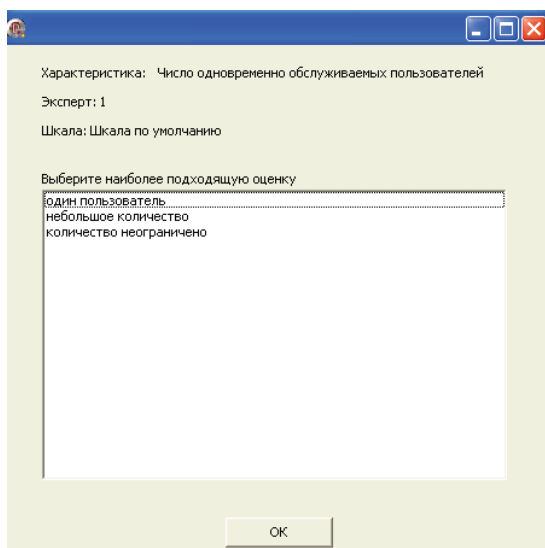 Характеристика: Число одновременно обслуживаемых пользователей
Эксперт: 1
Шкала: Шкала по умолчанию
Выберите наиболее подходящую оценку
один пользователь
небольшое количество
количество неограничено
ОК